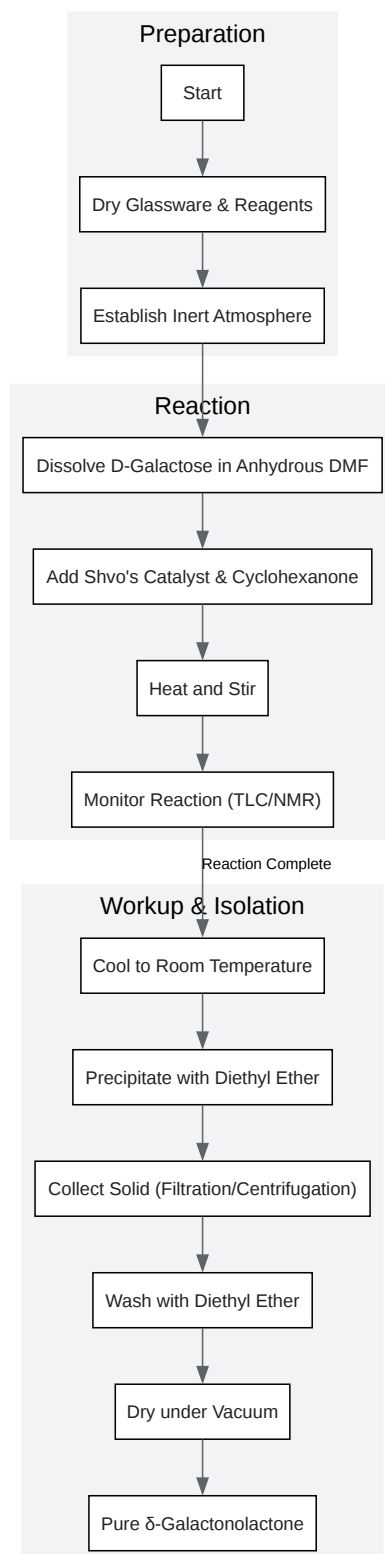 Preparation
Start
Dry Glassware & Reagents
Establish Inert Atmosphere
Reaction
Dissolve D-Galactose in Anhydrous DMF
Add Shvo's Catalyst & Cyclohexanone
Heat and Stir
Monitor Reaction (TLC/NMR)
Reaction Complete
Workup & Isolation
Cool to Room Temperature
Precipitate with Diethyl Ether
Collect Solid (Filtration/Centrifugation)
Wash with Diethyl Ether
Dry under Vacuum
Pure δ-Galactonolactone